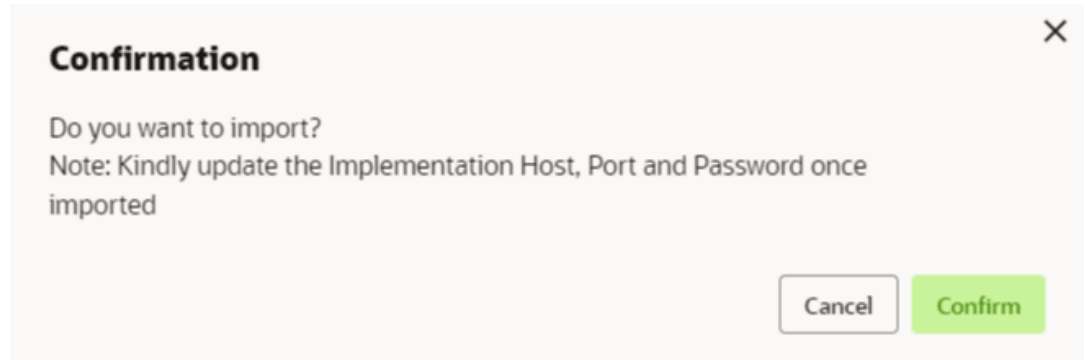 Confirmation
Do you want to import?
Note: Kindly update the Implementation Host, Port and Password once
imported
Cancel
Confirm